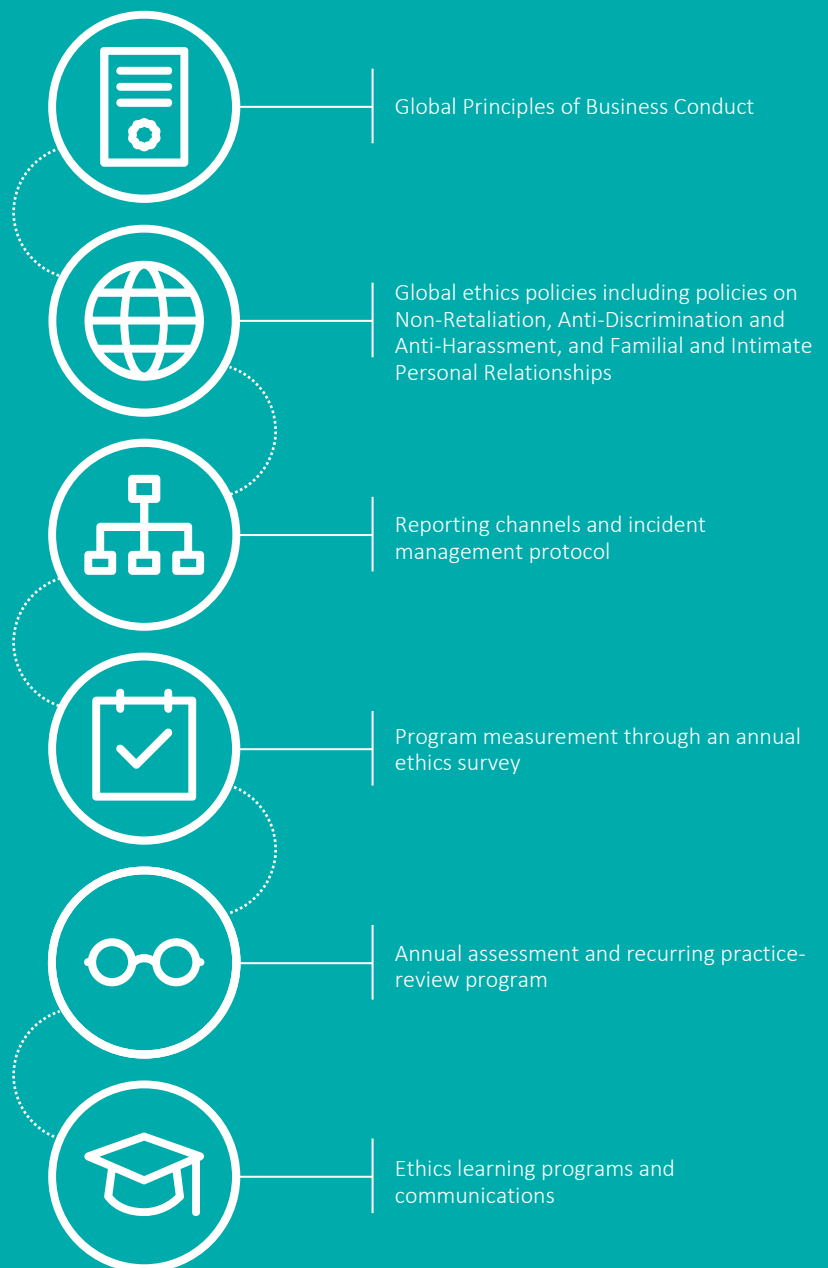 Global Principles of Business Conduct
Global ethics policies including policies on
Non-Retaliation, Anti-Discrimination and
Anti-Harassment, and Familial and Intimate
Personal Relationships
Reporting channels and incident
management protocol
Program measurement through an annual
ethics survey
Annual assessment and recurring practice-
review program
Ethics learning programs and
communications